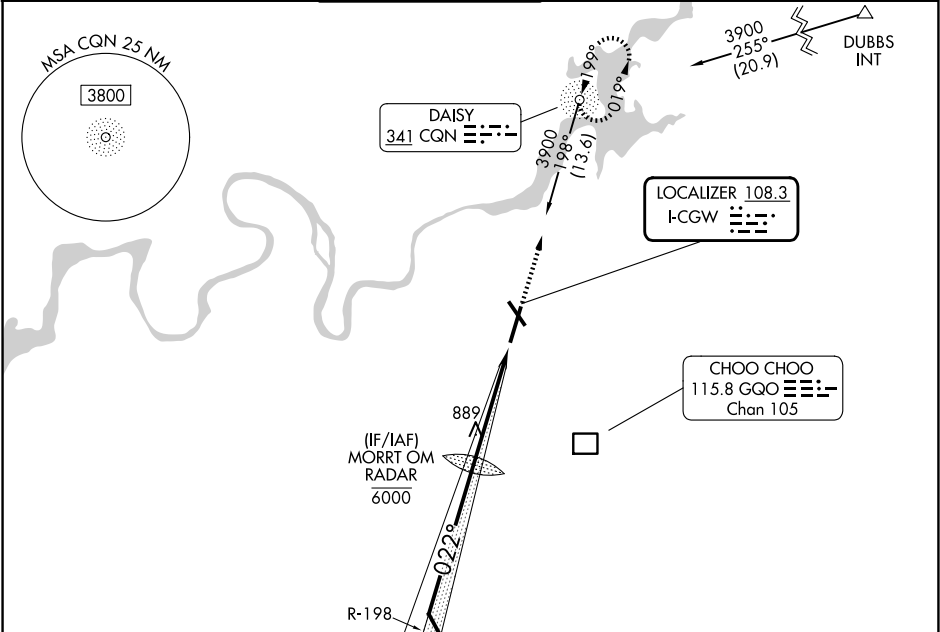 MSA CQN 25 NM
3800
3900
255°
(20.9)
DUBBS
INT
199°
019°
DAISY
341 CQN
3900
198°
(13.6)
LOCALIZER 108.3
I-CGW
CHOO CHOO
115.8 GQO
Chan 105
889
(IF/IAF)
MORRT OM
RADAR
6000
022°
R-198